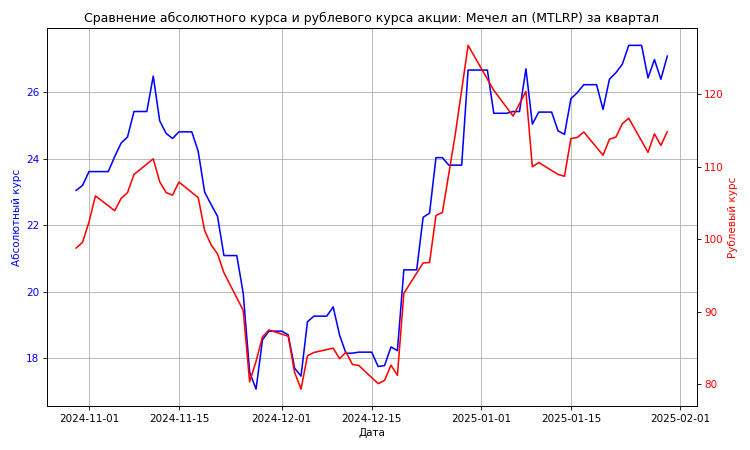 Сравнение абсолютного курса и рублевого курса акции: Мечел ап (MTLRP) за квартал
Абсолютный курс
26
24
22
20
18
120
110
100
90
80
Рублевый курс
2024-11-01 2024-11-15 2024-12-01 2024-12-15 2025-01-01 2025-01-15 2025-02-01
Дата